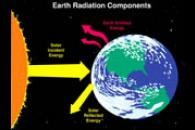 Earth Radiation Components
Earth Emitted
Energy
Solar
Incident
Energy
Solar
Reflected
Energy